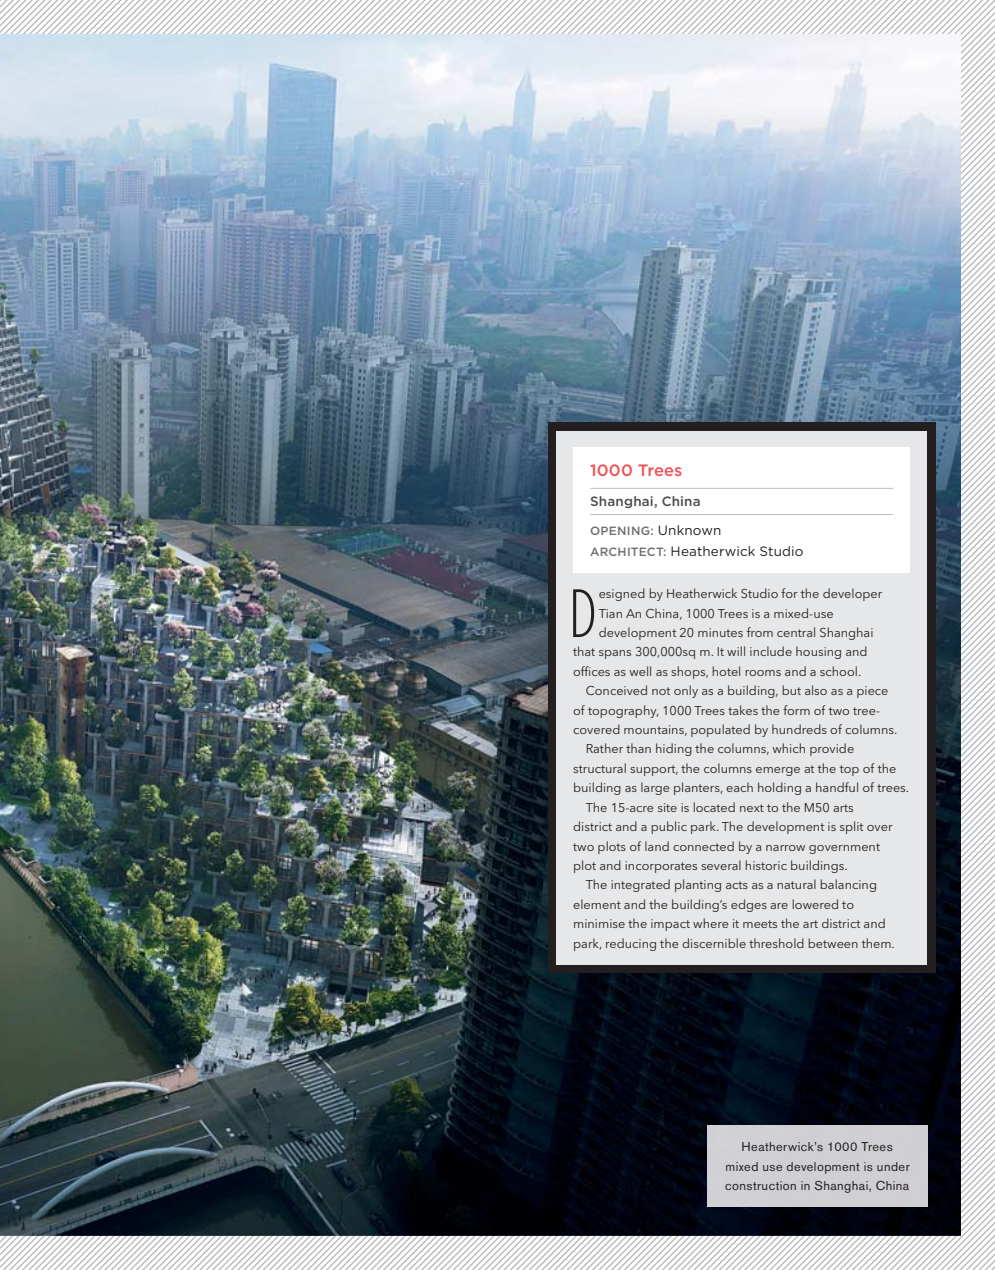 1000 Trees
Shanghai, China
OPENING: Unknown
ARCHITECT: Heatherwick Studio
Designed by Heatherwick Studio for the developer
Tian An China, 1000 Trees is a mixed-use
development 20 minutes from central Shanghai
that spans 300,000sq m. It will include housing and
offices as well as shops, hotel rooms and a school.
Conceived not only as a building, but also as a piece
of topography, 1000 Trees takes the form of two tree-
covered mountains, populated by hundreds of columns.
Rather than hiding the columns, which provide
structural support, the columns emerge at the top of the
building as large planters, each holding a handful of trees.
The 15-acre site is located next to the M50 arts
district and a public park. The development is split over
two plots of land connected by a narrow government
plot and incorporates several historic buildings.
The integrated planting acts as a natural balancing
element and the building's edges are lowered to
minimise the impact where it meets the art district and
park, reducing the discernible threshold between them.
Heatherwick's 1000 Trees
mixed use development is under
construction in Shanghai, China